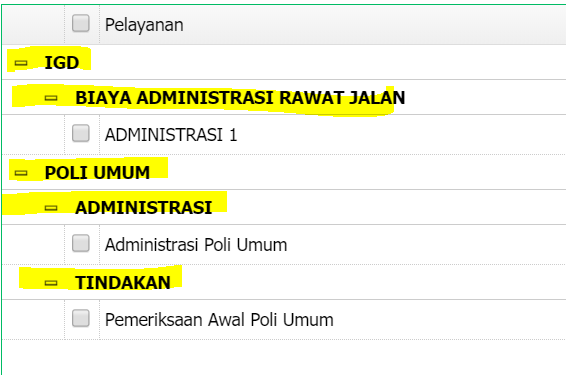 Pelayanan
IGD
BIAYA ADMINISTRASI RAWAT JALAN
ADMINISTRASI 1
POLI UMUM
ADMINISTRASI
Administrasi Poli Umum
TINDAKAN
Pemeriksaan Awal Poli Umum